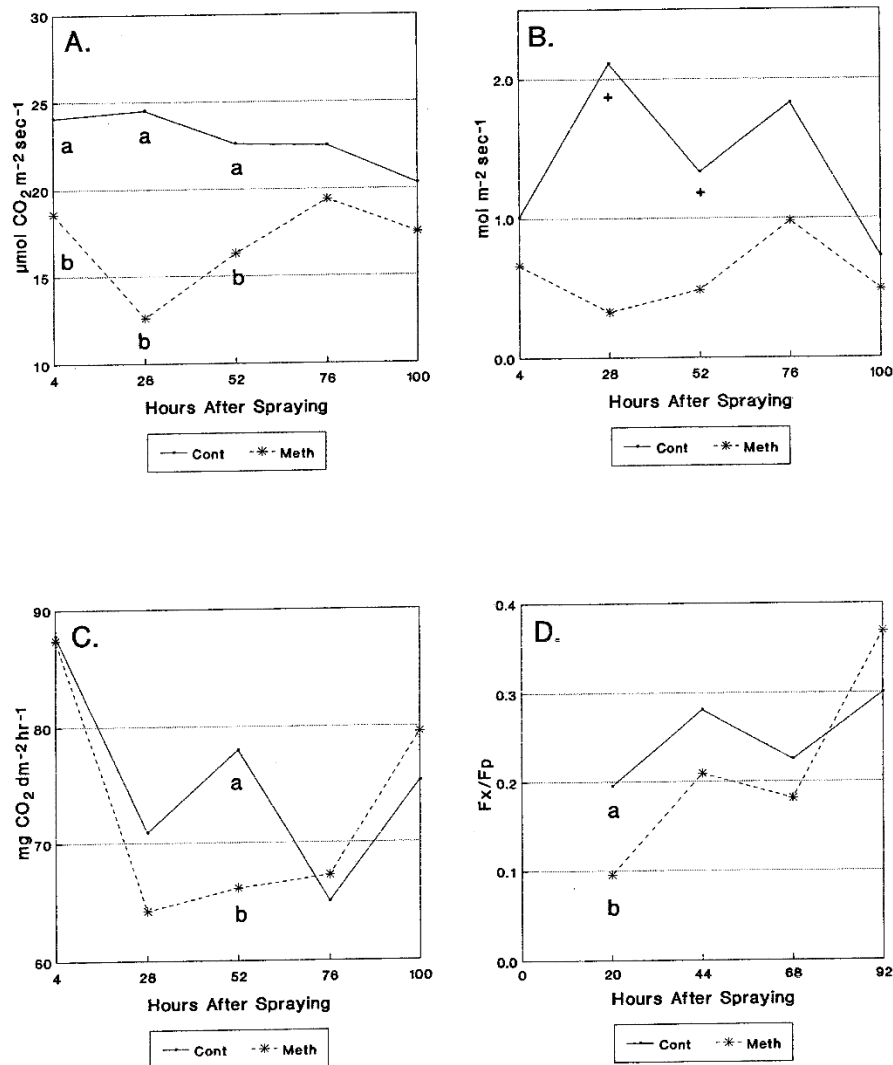 A.
30
25
20
15
10
µmol CO2 m-2 sec-1
a
a
a
b
b
b
4 28 52 76 100
Hours After Spraying
Cont Meth
B.
2.0
1.0
0.0
mol m-2 sec-1
+
+
4 28 52 76 100
Hours After Spraying
Cont Meth
C.
90
80
70
60
mg CO2 dm-2 hr-1
a
b
4 28 52 76 100
Hours After Spraying
Cont Meth
D.
0.4
0.3
0.2
0.1
0.0
Fx/Fp
a
b
0 20 44 68 92
Hours After Spraying
Cont Meth